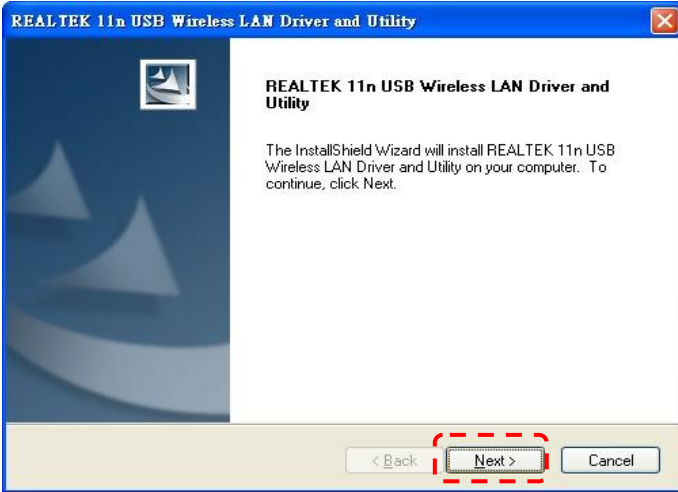 REALTEK 11n USB Wireless LAN Driver and Utility
REALTEK 11n USB Wireless LAN Driver and
Utility
The InstallShield Wizard will install REALTEK 11n USB
Wireless LAN Driver and Utility on your computer. To
continue, click Next.
< Back Next > Cancel